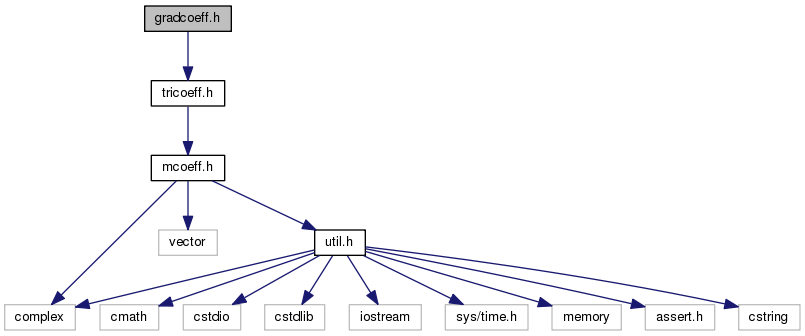 gradcoeff.h
tricoeff.h
mcoeff.h
vector
util.h
complex
cmath
cstdio
cstdlib
iostream
sys/time.h
memory
assert.h
cstring